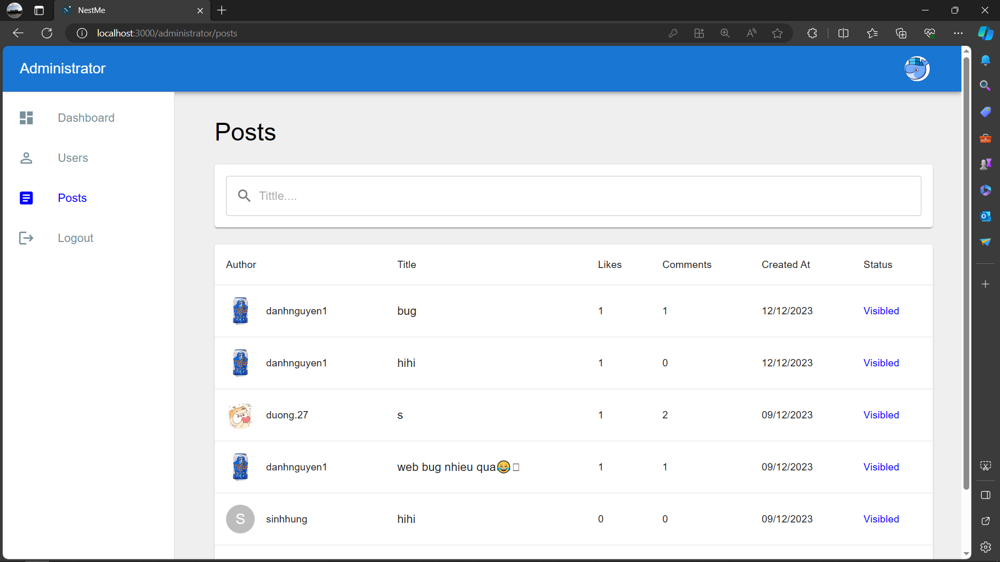 NestMe
localhost:3000/administrator/posts
Administrator
Dashboard
Users
Posts
Logout
Posts
Tittle....
Author Title Likes Comments Created At Status
danhnguyen1 bug 1 1 12/12/2023 Visibled
danhnguyen1 hihi 1 0 12/12/2023 Visibled
duong.27 s 1 2 09/12/2023 Visibled
danhnguyen1 web bug nhieu qua😂 1 1 09/12/2023 Visibled
S sinhhung hihi 0 0 09/12/2023 Visibled